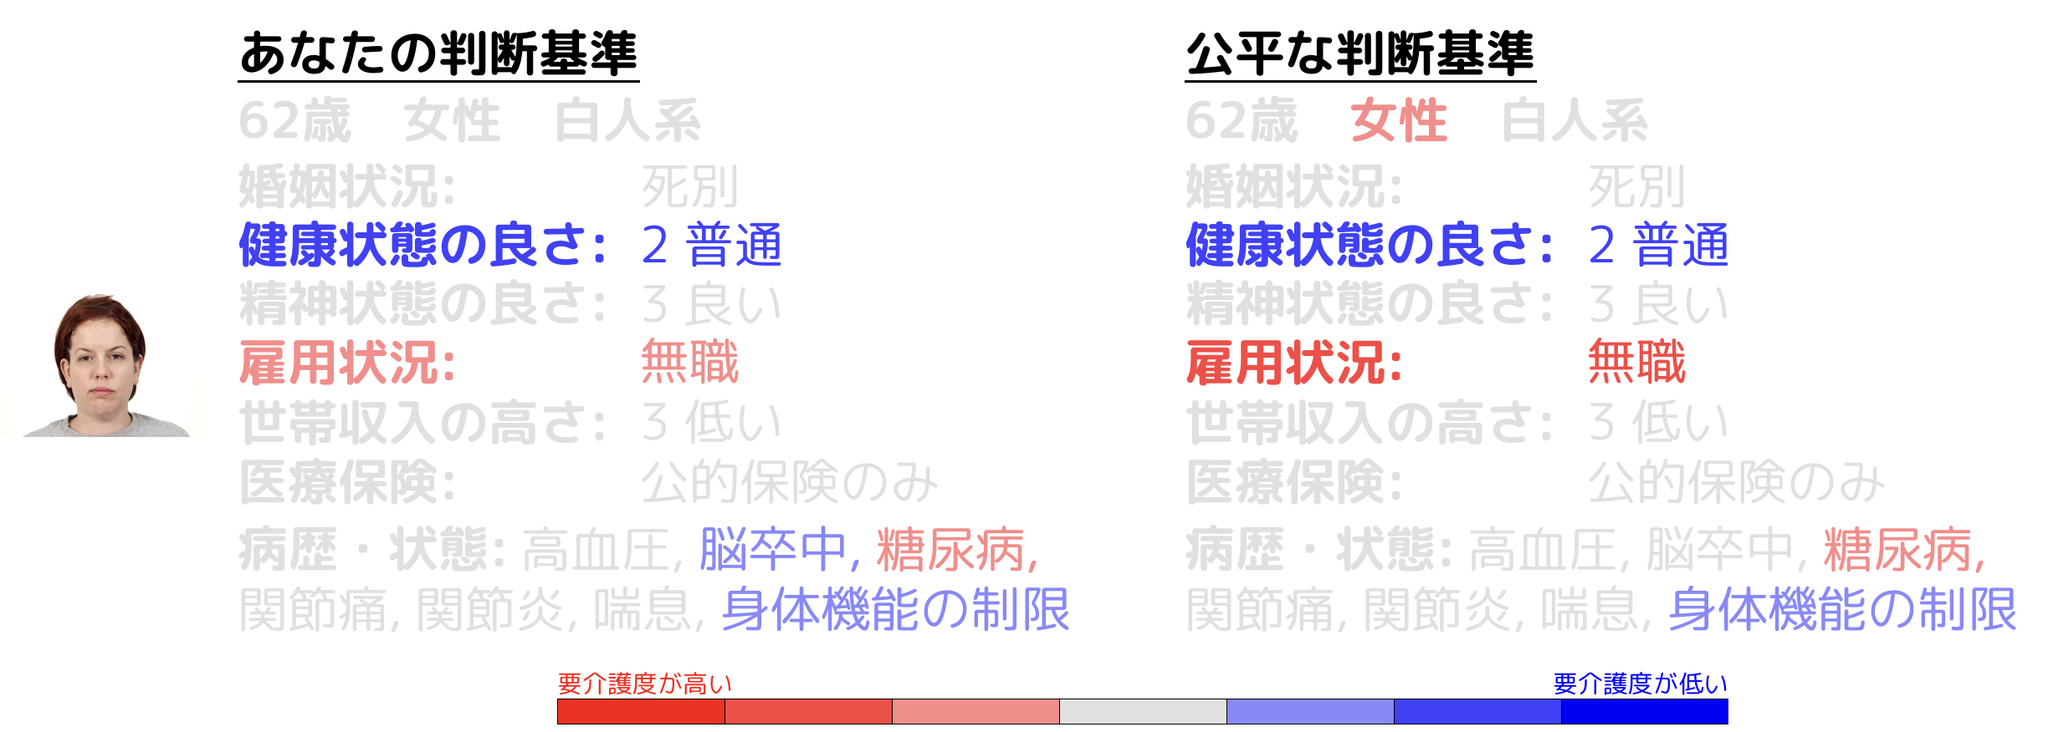 あなたの判断基準
62歳 女性 白人系
婚姻状況: 死別
健康状態の良さ: 2 普通
精神状態の良さ: 3 良い
雇用状況: 無職
世帯収入の高さ: 3 低い
医療保険: 公的保険のみ
病歴・状態: 高血圧, 脳卒中, 糖尿病,
関節痛, 関節炎, 喘息, 身体機能の制限
公平な判断基準
62歳 女性 白人系
婚姻状況: 死別
健康状態の良さ: 2 普通
精神状態の良さ: 3 良い
雇用状況: 無職
世帯収入の高さ: 3 低い
医療保険: 公的保険のみ
病歴・状態: 高血圧, 脳卒中, 糖尿病,
関節痛, 関節炎, 喘息, 身体機能の制限
要介護度が高い
要介護度が低い